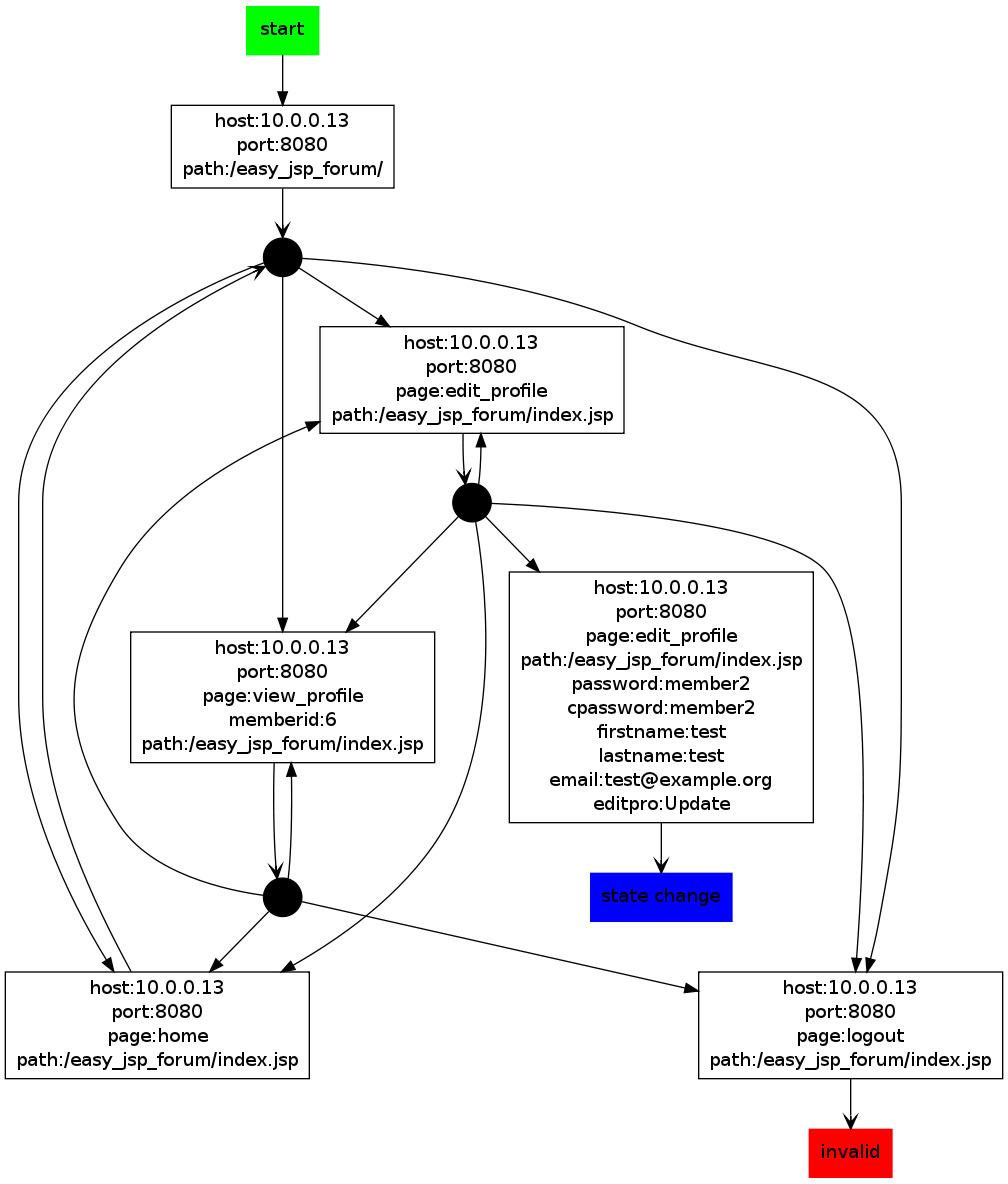 start
host:10.0.0.13
port:8080
path:/easy_jsp_forum/
host:10.0.0.13
port:8080
page:edit_profile
path:/easy_jsp_forum/index.jsp
host:10.0.0.13
port:8080
page:edit_profile
path:/easy_jsp_forum/index.jsp
password:member2
cpassword:member2
firstname:test
lastname:test
email:test@example.org
editpro:Update
host:10.0.0.13
port:8080
page:view_profile
memberid:6
path:/easy_jsp_forum/index.jsp
state change
host:10.0.0.13
port:8080
page:home
path:/easy_jsp_forum/index.jsp
host:10.0.0.13
port:8080
page:logout
path:/easy_jsp_forum/index.jsp
invalid